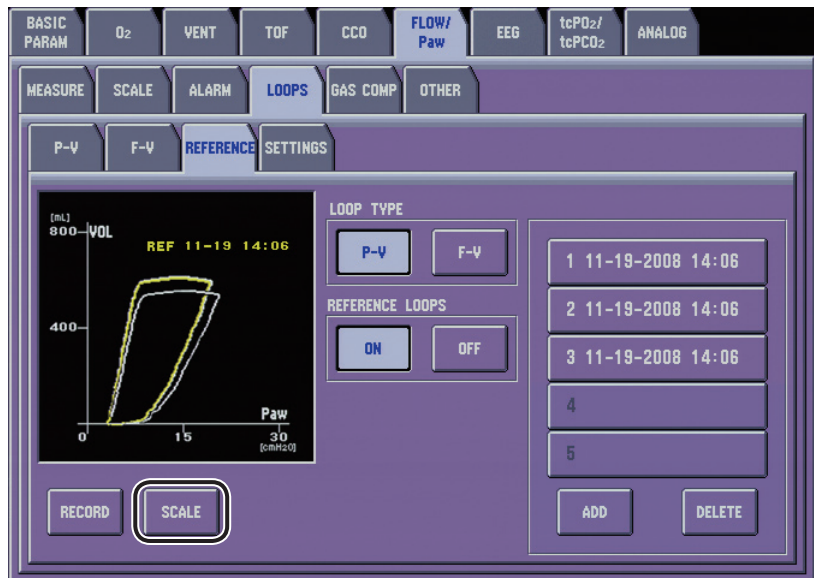 BASIC PARAM
O2
VENT
TOF
CCO
FLOW/ Paw
EEG
tcPO2/ tcPCO2
ANALOG
MEASURE
SCALE
ALARM
LOOPS
GAS COMP
OTHER
P-V
F-V
REFERENCE
SETTINGS
[mL]
800
VOL
REF 11-19 14:06
400
Paw
0
15
30
[cmH2O]
LOOP TYPE
P-V
F-V
REFERENCE LOOPS
ON
OFF
1 11-19-2008 14:06
2 11-19-2008 14:06
3 11-19-2008 14:06
4
5
RECORD
SCALE
ADD
DELETE